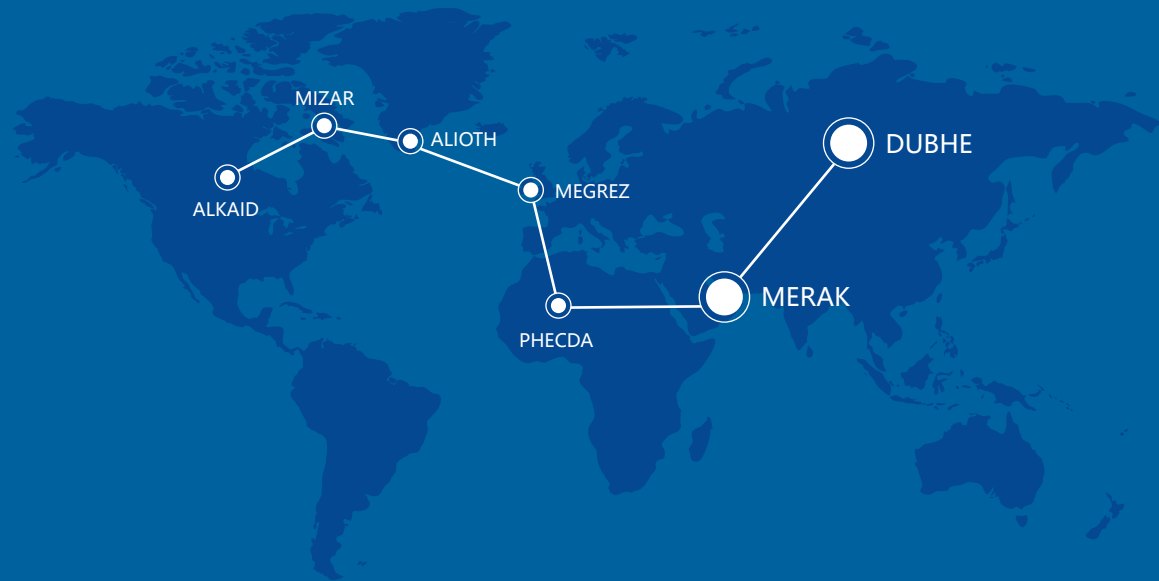 MIZAR
ALIOTH
DUBHE
MEGREZ
ALKAID
MERAK
PHECDA